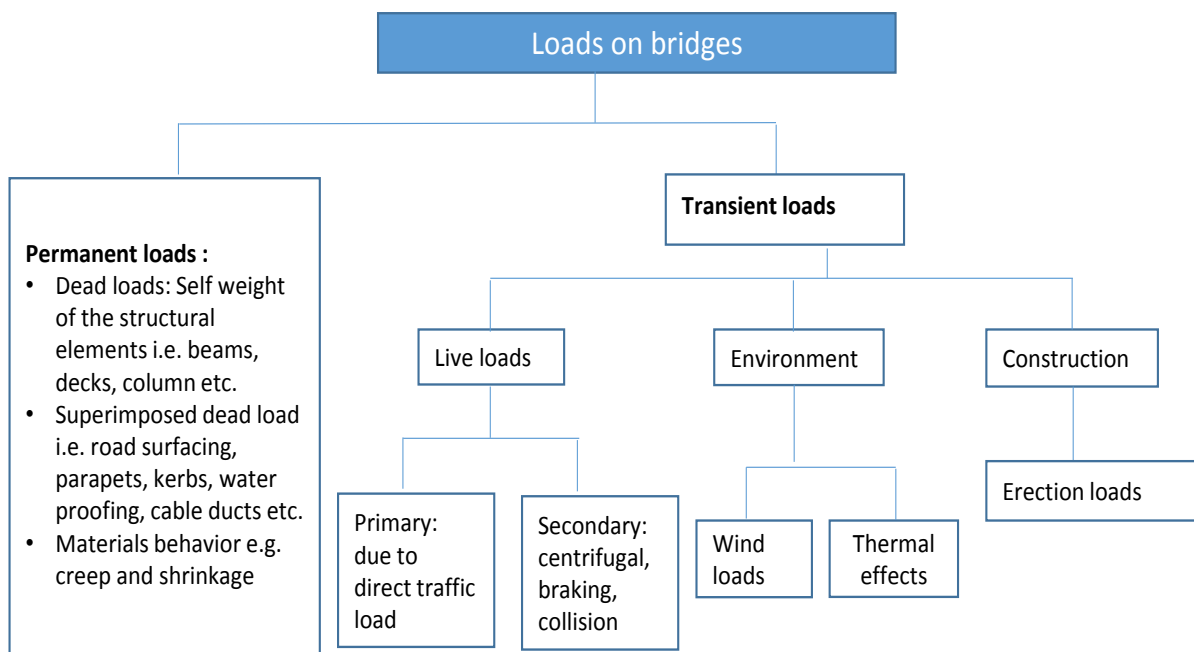 Loads on bridges
Permanent loads :
• Dead loads: Self weight
of the structural
elements i.e. beams,
decks, column etc.
• Superimposed dead load
i.e. road surfacing,
parapets, kerbs, water
proofing, cable ducts etc.
• Materials behavior e.g.
creep and shrinkage
Transient loads
Live loads
Environment
Construction
Primary:
due to
direct traffic
load
Secondary:
centrifugal,
braking,
collision
Wind
loads
Thermal
effects
Erection loads